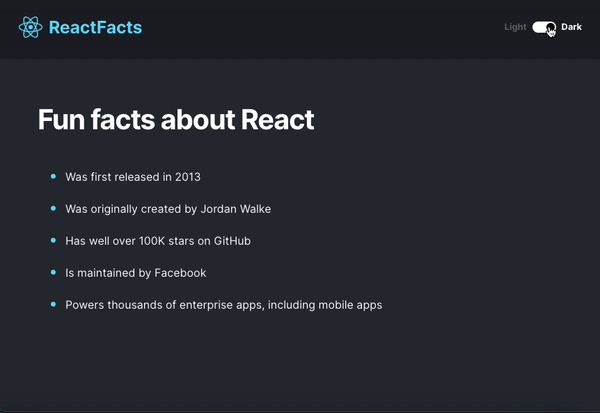 ReactFacts
Light Dark
Fun facts about React
Was first released in 2013
Was originally created by Jordan Walke
Has well over 100K stars on GitHub
Is maintained by Facebook
Powers thousands of enterprise apps, including mobile apps